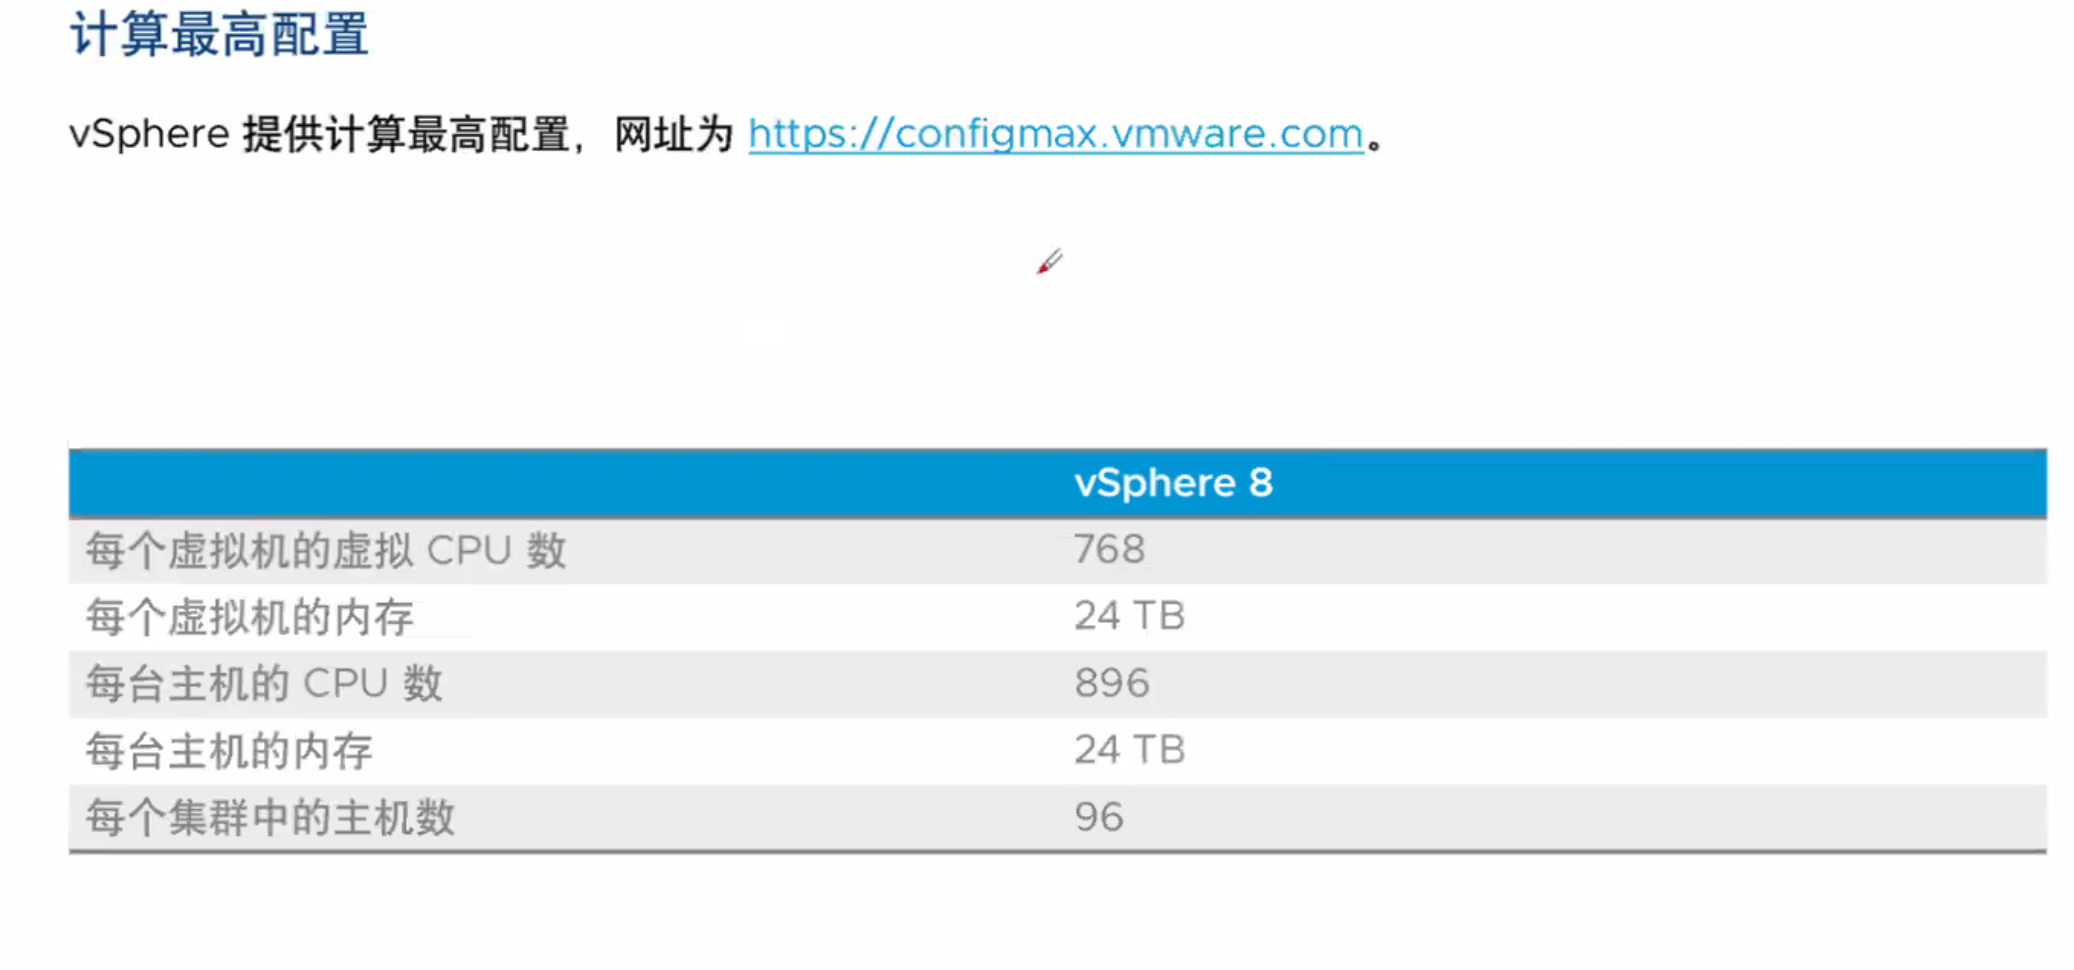 计算最高配置
vSphere 提供计算最高配置，网址为 https://configmax.vmware.com。
vSphere 8
每个虚拟机的虚拟 CPU 数 768
每个虚拟机的内存 24 TB
每台主机的 CPU 数 896
每台主机的内存 24 TB
每个集群中的主机数 96